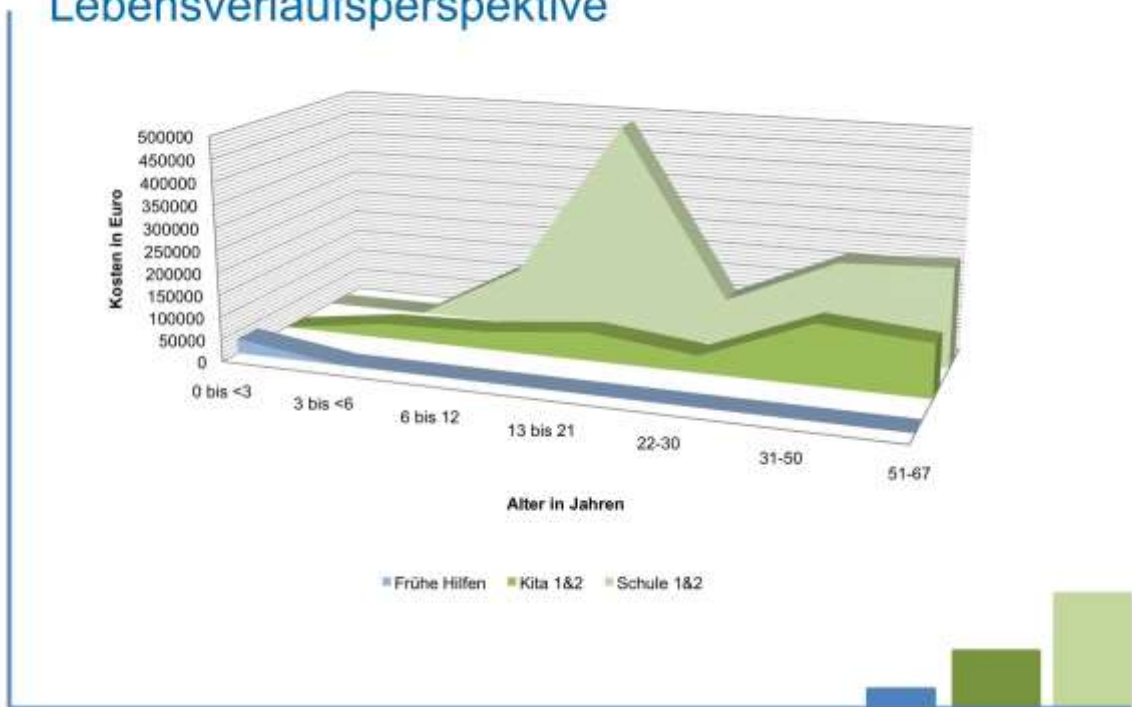 Lebensverlaufsperspektive
500000
450000
400000
350000
300000
250000
200000
150000
100000
50000
0
Kosten in Euro
0 bis <3
3 bis <6
6 bis 12
13 bis 21
22-30
31-50
51-67
Alter in Jahren
Frühe Hilfen Kita 1&2 Schule 1&2